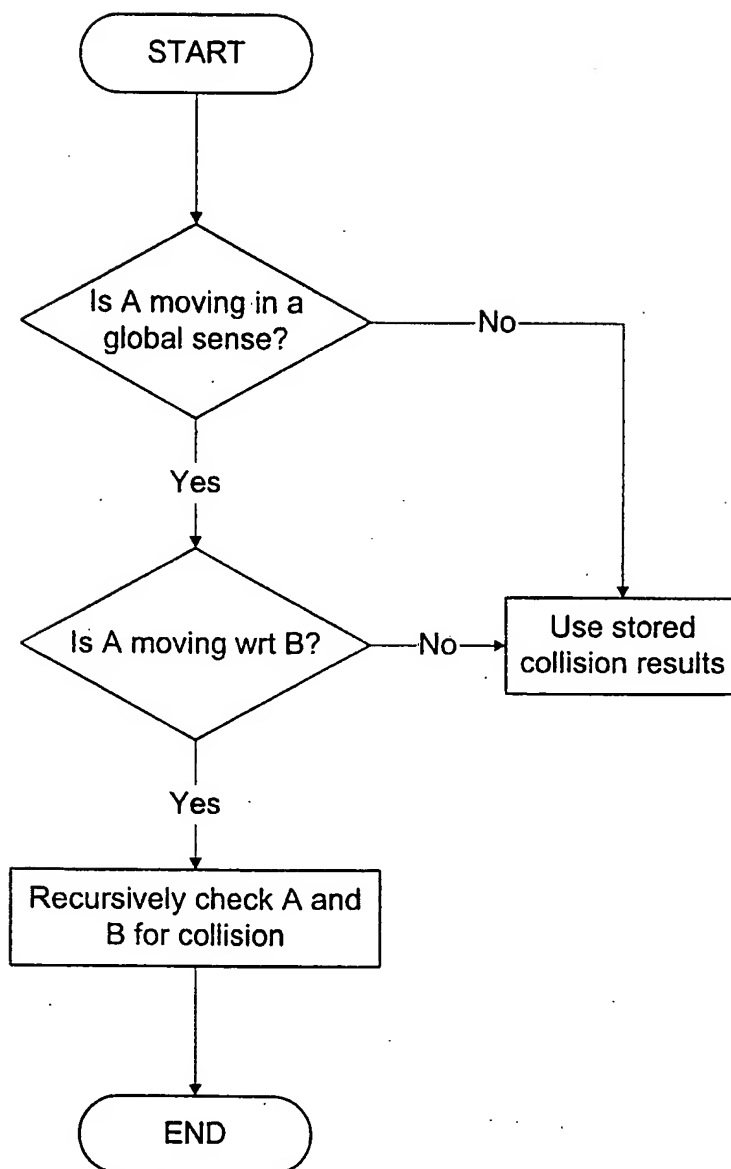 START
Is A moving in a
global sense?
No
Yes
Is A moving wrt B?
No
Use stored
collision results
Yes
Recursively check A and
B for collision
END